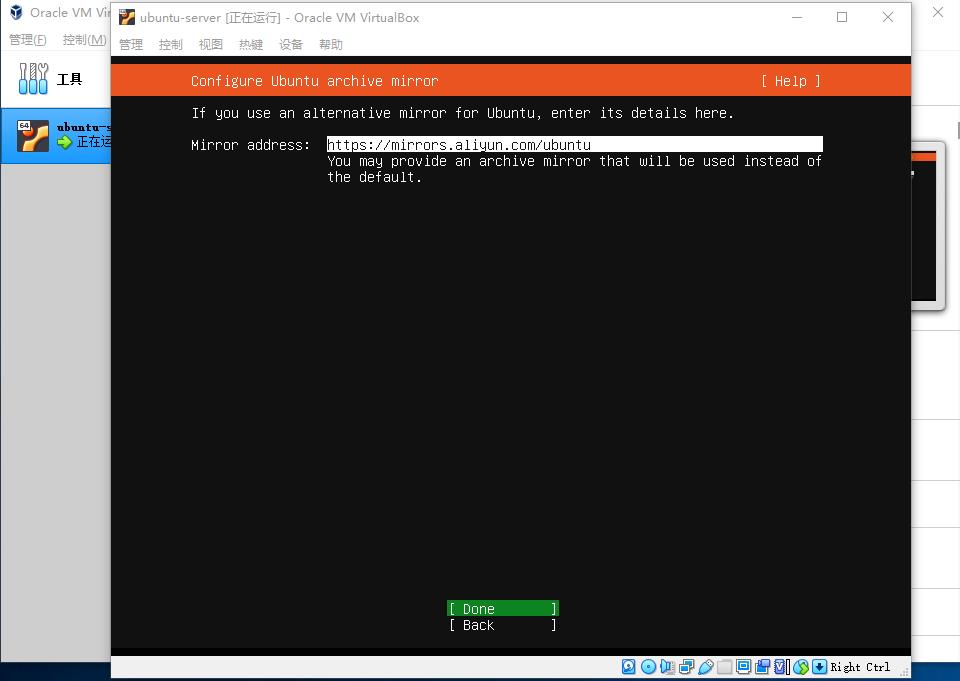 Oracle VM Virt
ubuntu-server [正在运行] - Oracle VM VirtualBox
管理(F) 控制(M)
管理 控制 视图 热键 设备 帮助
工具
64
ubuntu-s
正在运
Configure Ubuntu archive mirror [ Help ]
If you use an alternative mirror for Ubuntu, enter its details here.
Mirror address: https://mirrors.aliyun.com/ubuntu
You may provide an archive mirror that will be used instead of
the default.
[ Done ]
[ Back ]
Right Ctrl